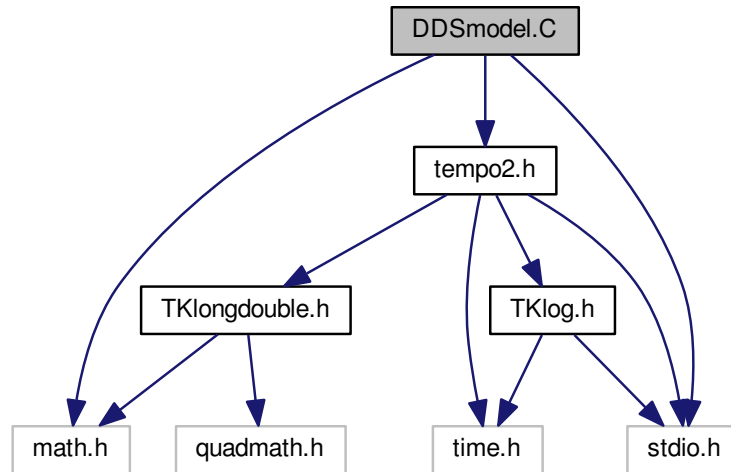 DDSmodel.C
tempo2.h
TKlongdouble.h
TKlog.h
math.h
quadmath.h
time.h
stdio.h